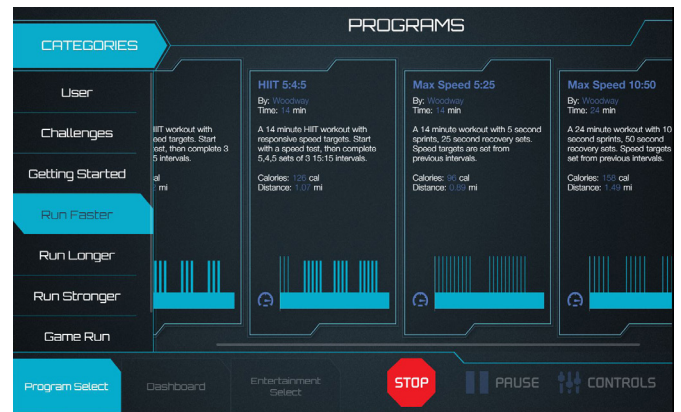 PROGRAMS
CATEGORIES
User
Challenges
Getting Started
Run Faster
Run Longer
Run Stronger
Game Run
HIIT workout with
speed targets. Start
test, then complete 3
15 intervals.
cal
mi
HIIT 5:4:5
By: Woodway
Time: 14 min
A 14 minute HIIT workout with
responsive speed targets. Start
with a speed test, then complete
5,4,5 sets of 3 15:15 intervals.
Calories: 126 cal
Distance: 1.07 mi
Max Speed 5:25
By: Woodway
Time: 14 min
A 14 minute workout with 5 second
sprints, 25 second recovery sets.
Speed targets are set from
previous intervals.
Calories: 96 cal
Distance: 0.89 mi
Max Speed 10:50
By: Woodway
Time: 24 min
A 24 minute workout with 10
second sprints, 50 second
recovery sets. Speed targets
set from previous intervals.
Calories: 158 cal
Distance: 1.49 mi
Program Select
Dashboard
Entertainment
Select
STOP
PAUSE
CONTROLS